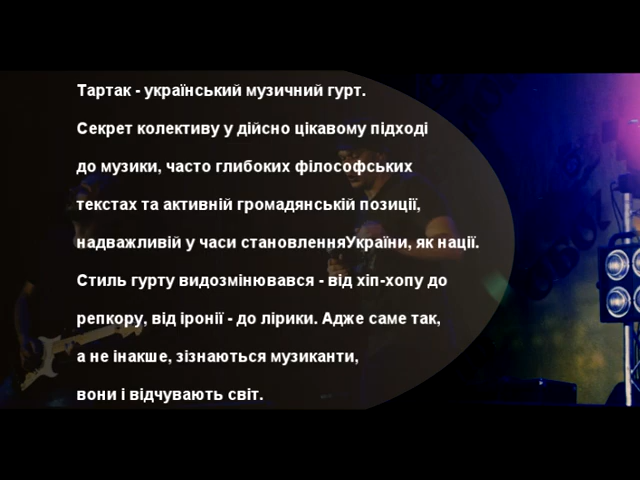 Тартак - український музичний гурт.
Секрет колективу у дійсно цікавому підході
до музики, часто глибоких філософських
текстах та активній громадянській позиції,
надважливій у часи становленняУкраїни, як нації.
Стиль гурту видозмінювався - від хіп-хопу до
репкору, від іронії - до лірики. Адже саме так,
а не інакше, зізнаються музиканти,
вони і відчувають світ.